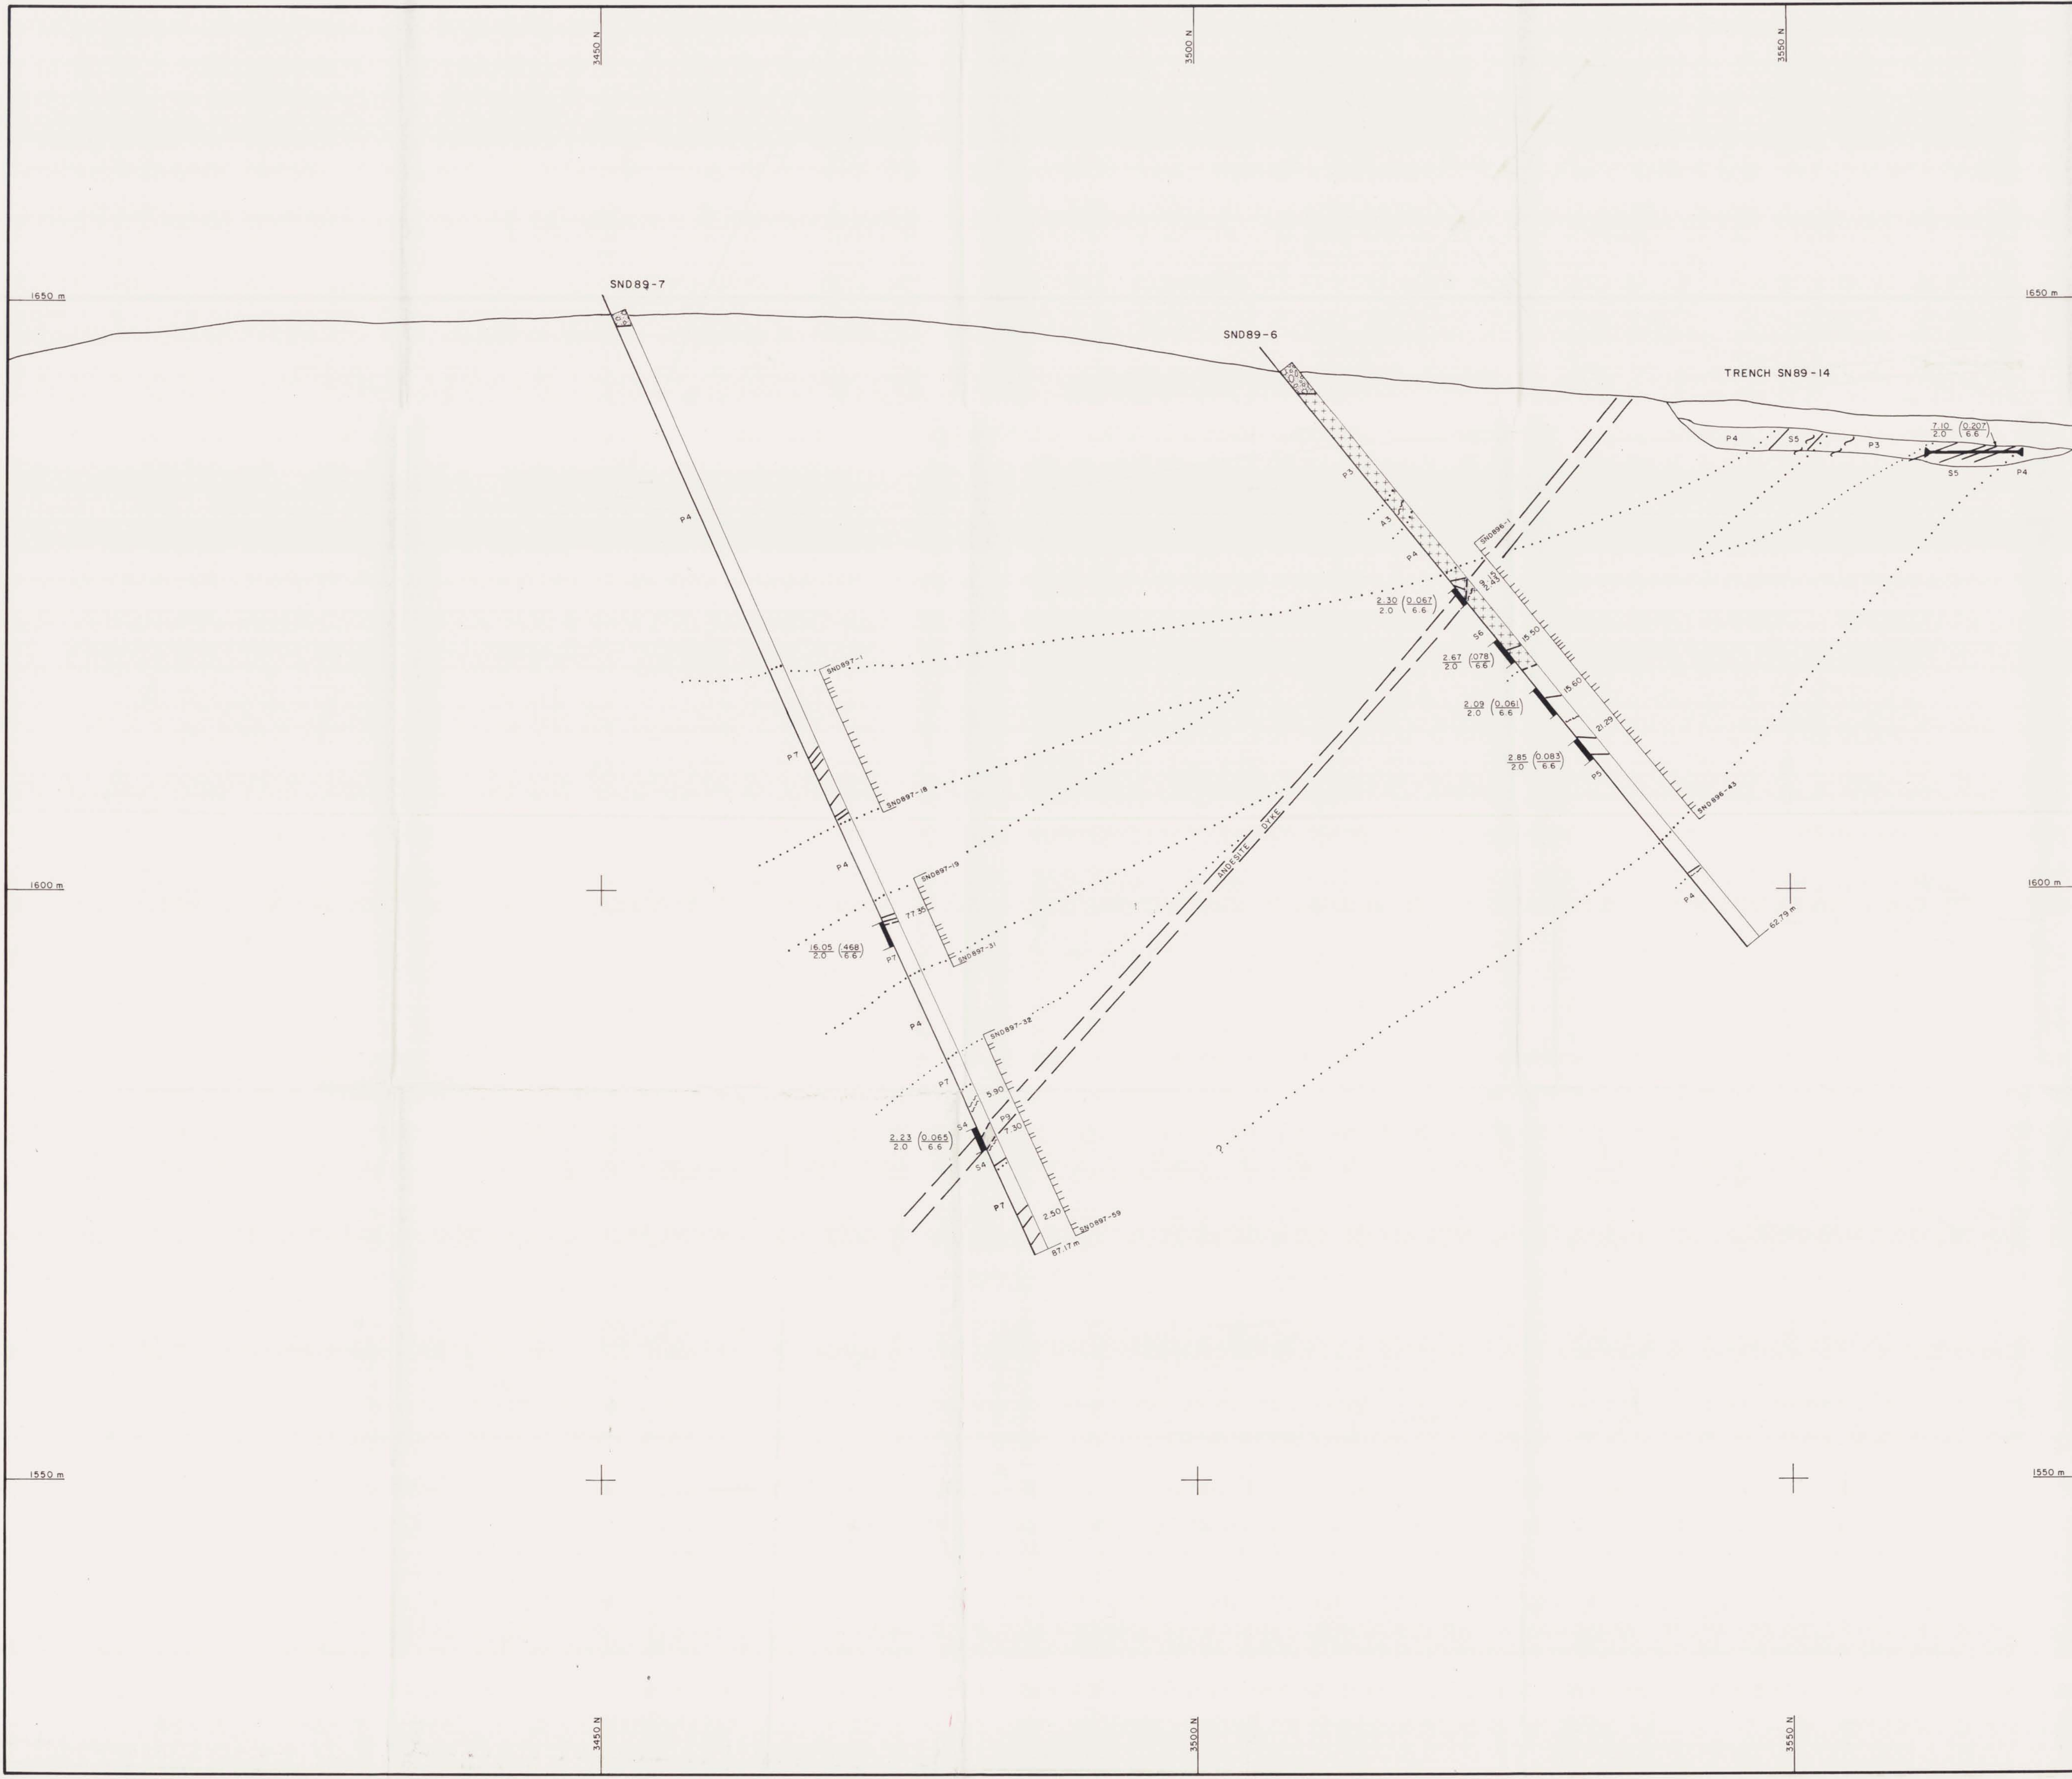 3450 N
3500 N
3550 N
1650 m
1650 m
SND89-7
SND89-6
TRENCH SN89-14
P4
S5
P3
7.10 (0.207)
2.0 (6.6)
S5
P4
P3
A3
P4
SND896-1
9.15
2.43
2.30 (0.067)
2.0 (6.6)
S6
15.50
2.67 (.078)
2.0 (6.6)
15.60
2.09 (0.061)
2.0 (6.6)
21.29
2.85 (0.083)
2.0 (6.6)
P5
SND896-43
P4
62.79 m
P4
SND897-1
P7
SND897-18
P4
SND897-19
77.35
16.05 (.468)
2.0 (6.6)
P7
SND897-31
P4
SND897-32
P7
5.90
P9
7.30
S4
2.23 (0.065)
2.0 (6.6)
S4
P7
2.50
SND897-59
87.17 m
ANDESITE DYKE
?
1600 m
1600 m
1550 m
1550 m
3450 N
3500 N
3550 N